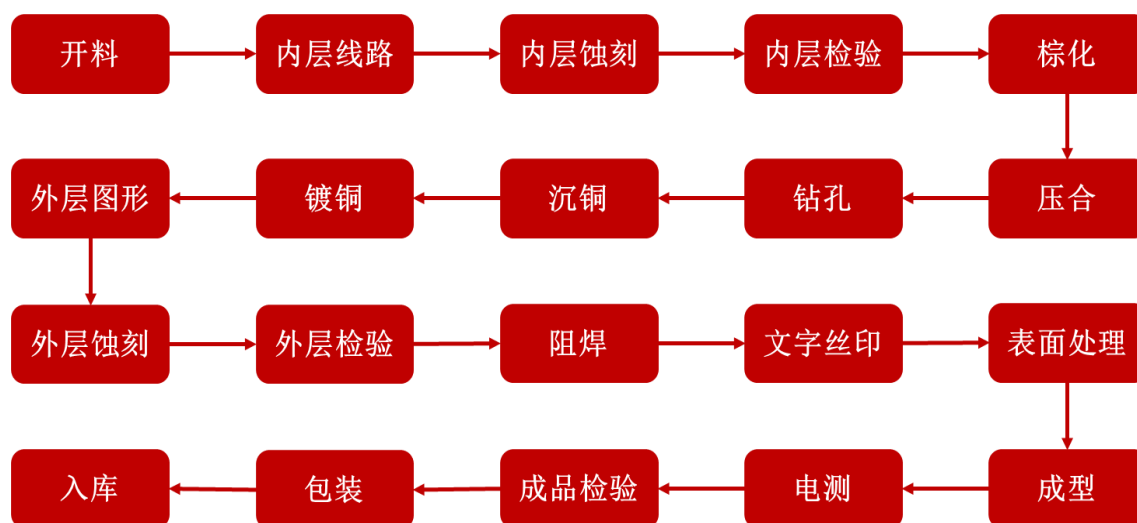 开料
内层线路
内层蚀刻
内层检验
棕化
压合
钻孔
沉铜
镀铜
外层图形
外层蚀刻
外层检验
阻焊
文字丝印
表面处理
成型
电测
成品检验
包装
入库